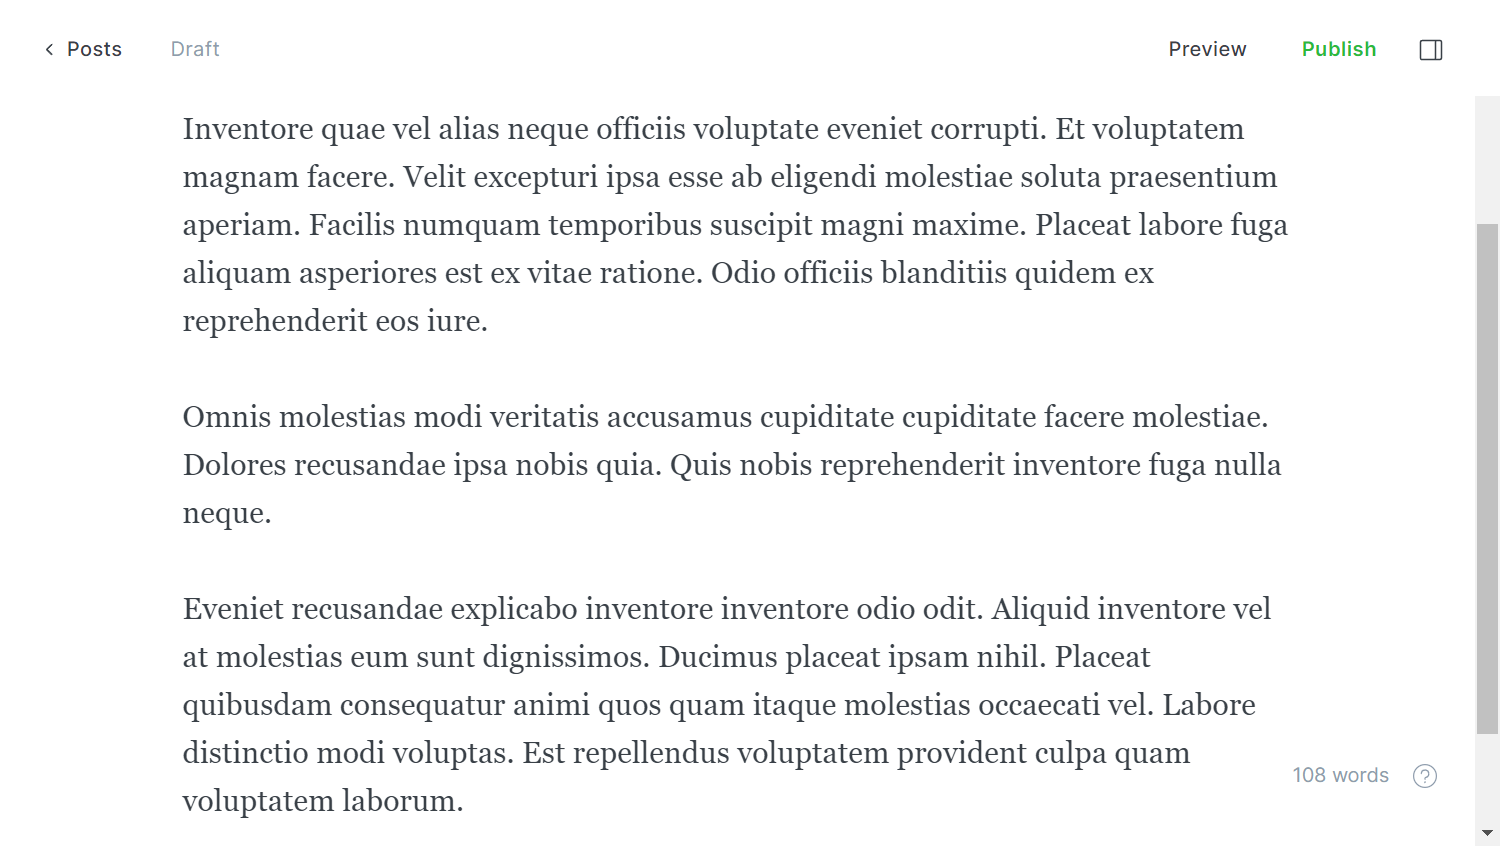 Posts Draft Preview Publish
Inventore quae vel alias neque officiis voluptate eveniet corrupti. Et voluptatem
magnam facere. Velit excepturi ipsa esse ab eligendi molestiae soluta praesentium
aperiam. Facilis numquam temporibus suscipit magni maxime. Placeat labore fuga
aliquam asperiores est ex vitae ratione. Odio officiis blanditiis quidem ex
reprehenderit eos iure.
Omnis molestias modi veritatis accusamus cupiditate cupiditate facere molestiae.
Dolores recusandae ipsa nobis quia. Quis nobis reprehenderit inventore fuga nulla
neque.
Eveniet recusandae explicabo inventore inventore odio odit. Aliquid inventore vel
at molestias eum sunt dignissimos. Ducimus placeat ipsam nihil. Placeat
quibusdam consequatur animi quos quam itaque molestias occaecati vel. Labore
distinctio modi voluptas. Est repellendus voluptatem provident culpa quam
voluptatem laborum.
108 words ?